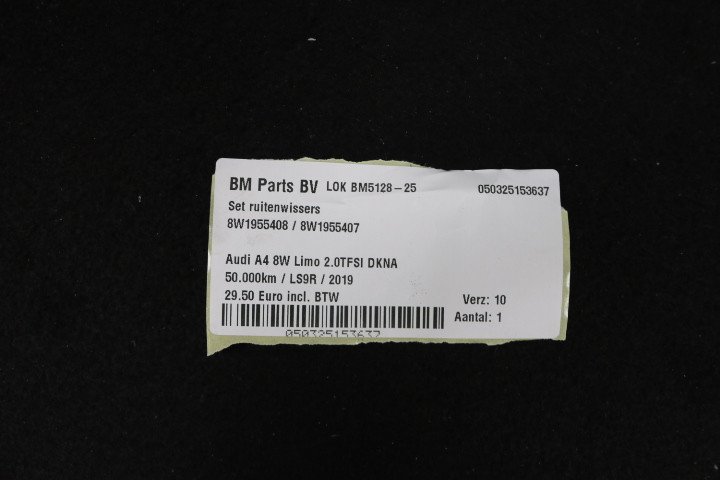 BM Parts BV LOK BM5128-25 050325153637
Set ruitenwissers
8W1955408 / 8W1955407
Audi A4 8W Limo 2.0TFSI DKNA
50.000km / LS9R / 2019
29.50 Euro incl. BTW Verz: 10
Aantal: 1
050325153637